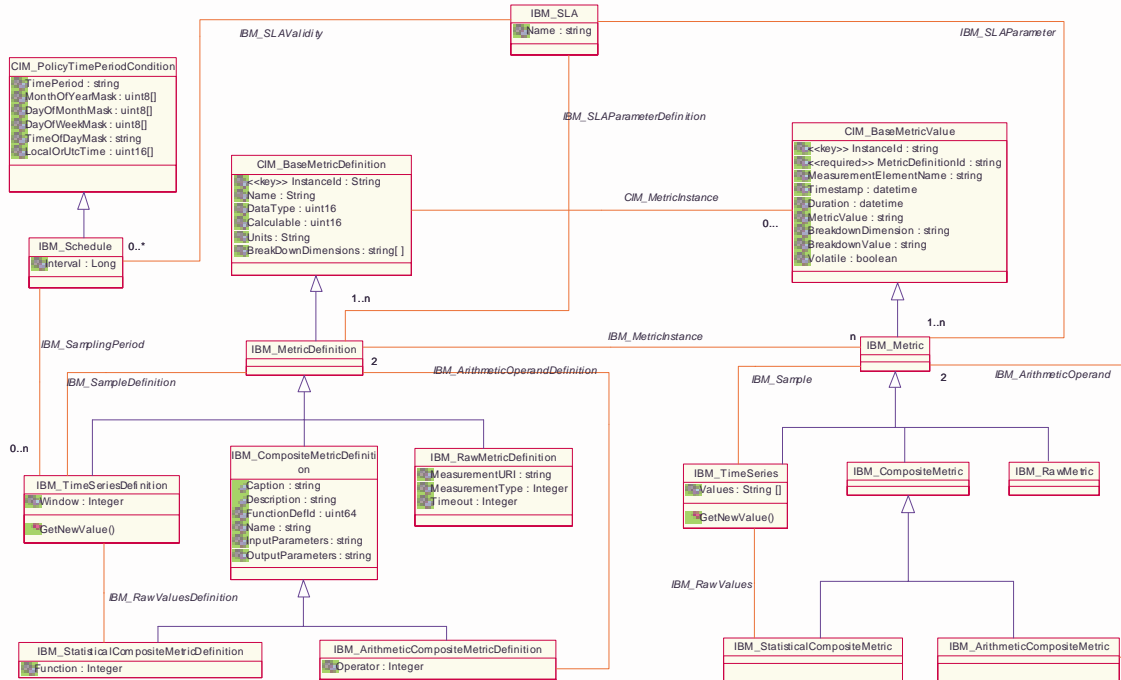 IBM_SLA
Name : string
IBM_SLAValidity
IBM_SLAParameter
CIM_PolicyTimePeriodCondition
TimePeriod : string
MonthOfYearMask : uint8[]
DayOfMonthMask : uint8[]
DayOfWeekMask : uint8[]
TimeOfDayMask : string
LocalOrUtcTime : uint16[]
IBM_SLAParameterDefinition
CIM_BaseMetricDefinition
<<key>> InstanceId : String
Name : String
DataType : uint16
Calculable : uint16
Units : String
BreakDownDimensions : string[ ]
CIM_MetricInstance
0...
CIM_BaseMetricValue
<<key>> InstanceId : string
<<required>> MetricDefinitionId : string
MeasurementElementName : string
Timestamp : datetime
Duration : datetime
MetricValue : string
BreakdownDimension : string
BreakdownValue : string
Volatile : boolean
IBM_Schedule
Interval : Long
0..*
1..n
1..n
IBM_SamplingPeriod
IBM_MetricDefinition
2
IBM_MetricInstance
n
IBM_Metric
2
IBM_SampleDefinition
IBM_ArithmeticOperandDefinition
IBM_Sample
IBM_ArithmeticOperand
0..n
IBM_TimeSeriesDefinition
Window : Integer
GetNewValue()
IBM_CompositeMetricDefiniti
on
Caption : string
Description : string
FunctionDefId : uint64
Name : string
InputParameters : string
OutputParameters : string
IBM_RawMetricDefinition
MeasurementURI : string
MeasurementType : Integer
Timeout : Integer
IBM_TimeSeries
Values : String []
GetNewValue()
IBM_CompositeMetric
IBM_RawMetric
IBM_RawValuesDefinition
IBM_RawValues
IBM_StatisticalCompositeMetricDefinition
Function : Integer
IBM_ArithmeticCompositeMetricDefinition
Operator : Integer
IBM_StatisticalCompositeMetric
IBM_ArithmeticCompositeMetric